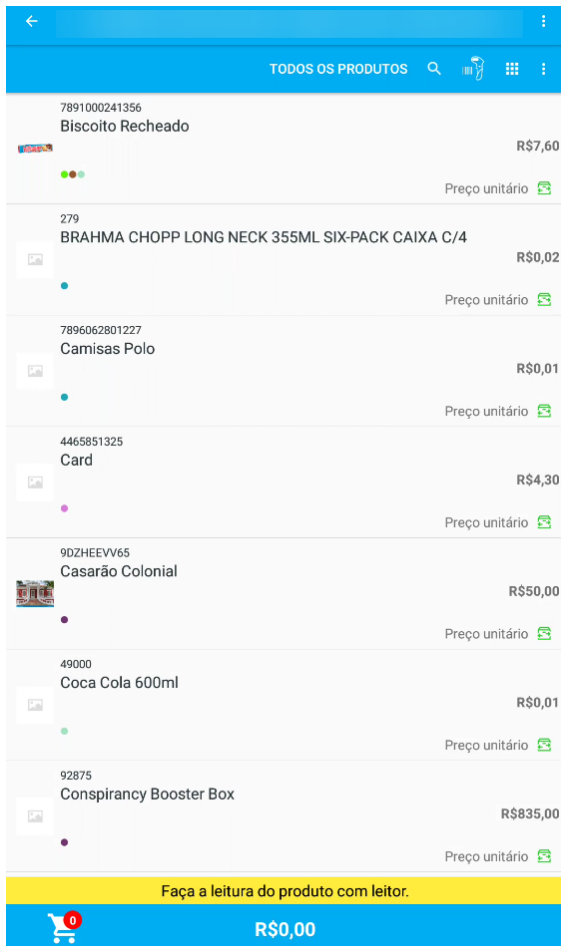 TODOS OS PRODUTOS
7891000241356
Biscoito Recheado
R$7,60
Preço unitário
279
BRAHMA CHOPP LONG NECK 355ML SIX-PACK CAIXA C/4
R$0,02
Preço unitário
7896062801227
Camisas Polo
R$0,01
Preço unitário
4465851325
Card
R$4,30
Preço unitário
9DZHEEVV65
Casarão Colonial
R$50,00
Preço unitário
49000
Coca Cola 600ml
R$0,01
Preço unitário
92875
Conspirancy Booster Box
R$835,00
Preço unitário
Faça a leitura do produto com leitor.
0
R$0,00